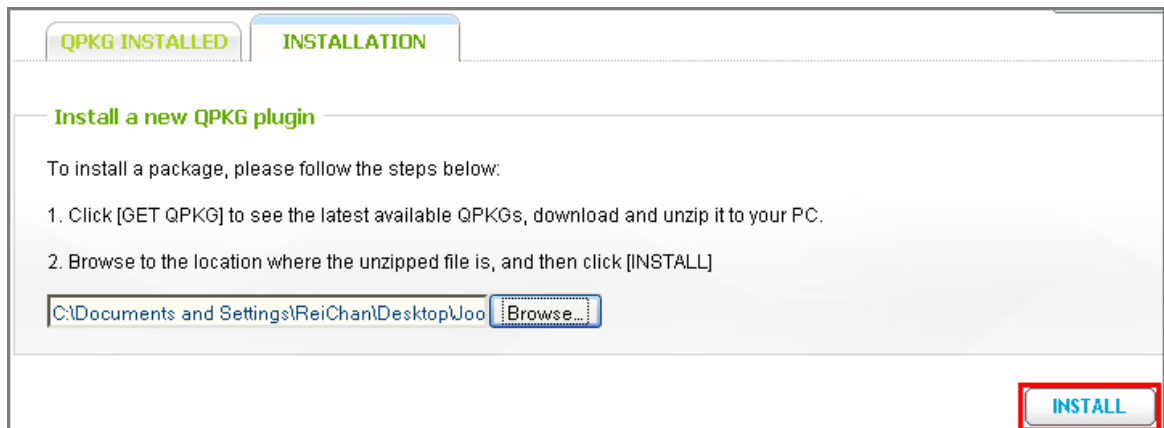 QPKG INSTALLED INSTALLATION
Install a new QPKG plugin
To install a package, please follow the steps below:
1. Click [GET QPKG] to see the latest available QPKGs, download and unzip it to your PC.
2. Browse to the location where the unzipped file is, and then click [INSTALL]
C:\Documents and Settings\ReiChan\Desktop\Joo Browse...
INSTALL